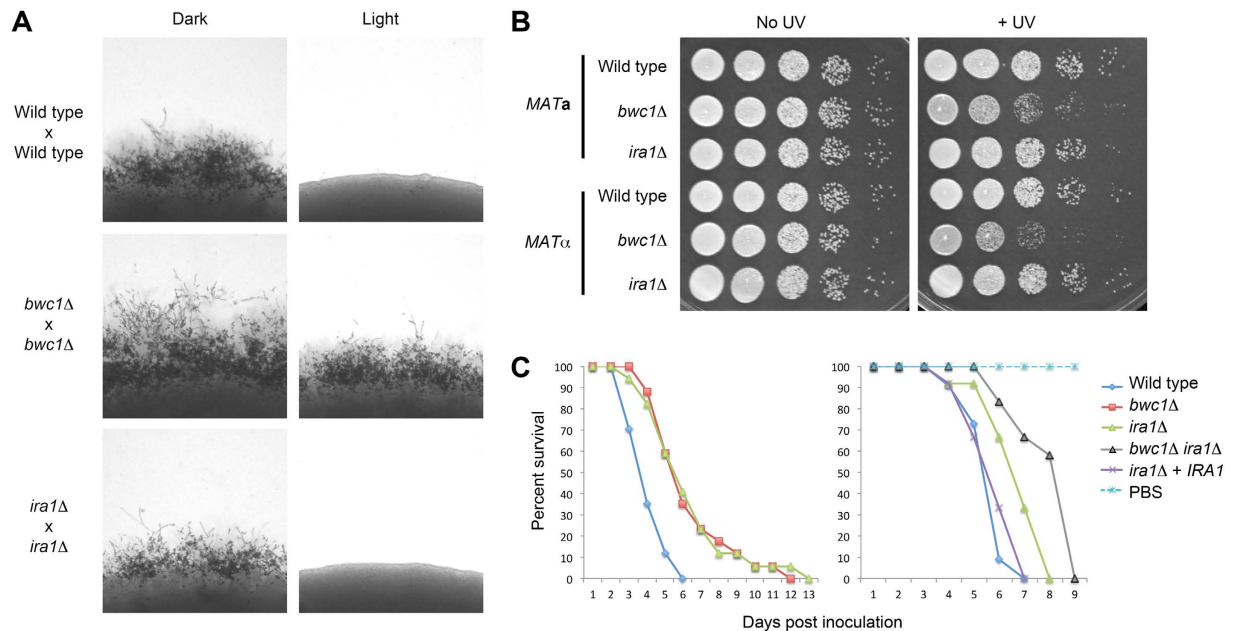 A
Dark
Light
Wild type
x
Wild type
bwc1Δ
x
bwc1Δ
ira1Δ
x
ira1Δ
B
No UV
+ UV
MATa
Wild type
bwc1Δ
ira1Δ
MATα
Wild type
bwc1Δ
ira1Δ
C
Percent survival
100
90
80
70
60
50
40
30
20
10
0
1 2 3 4 5 6 7 8 9 10 11 12 13
100
90
80
70
60
50
40
30
20
10
0
1 2 3 4 5 6 7 8 9
Days post inoculation
Wild type
bwc1Δ
ira1Δ
bwc1Δ ira1Δ
ira1Δ + IRA1
PBS